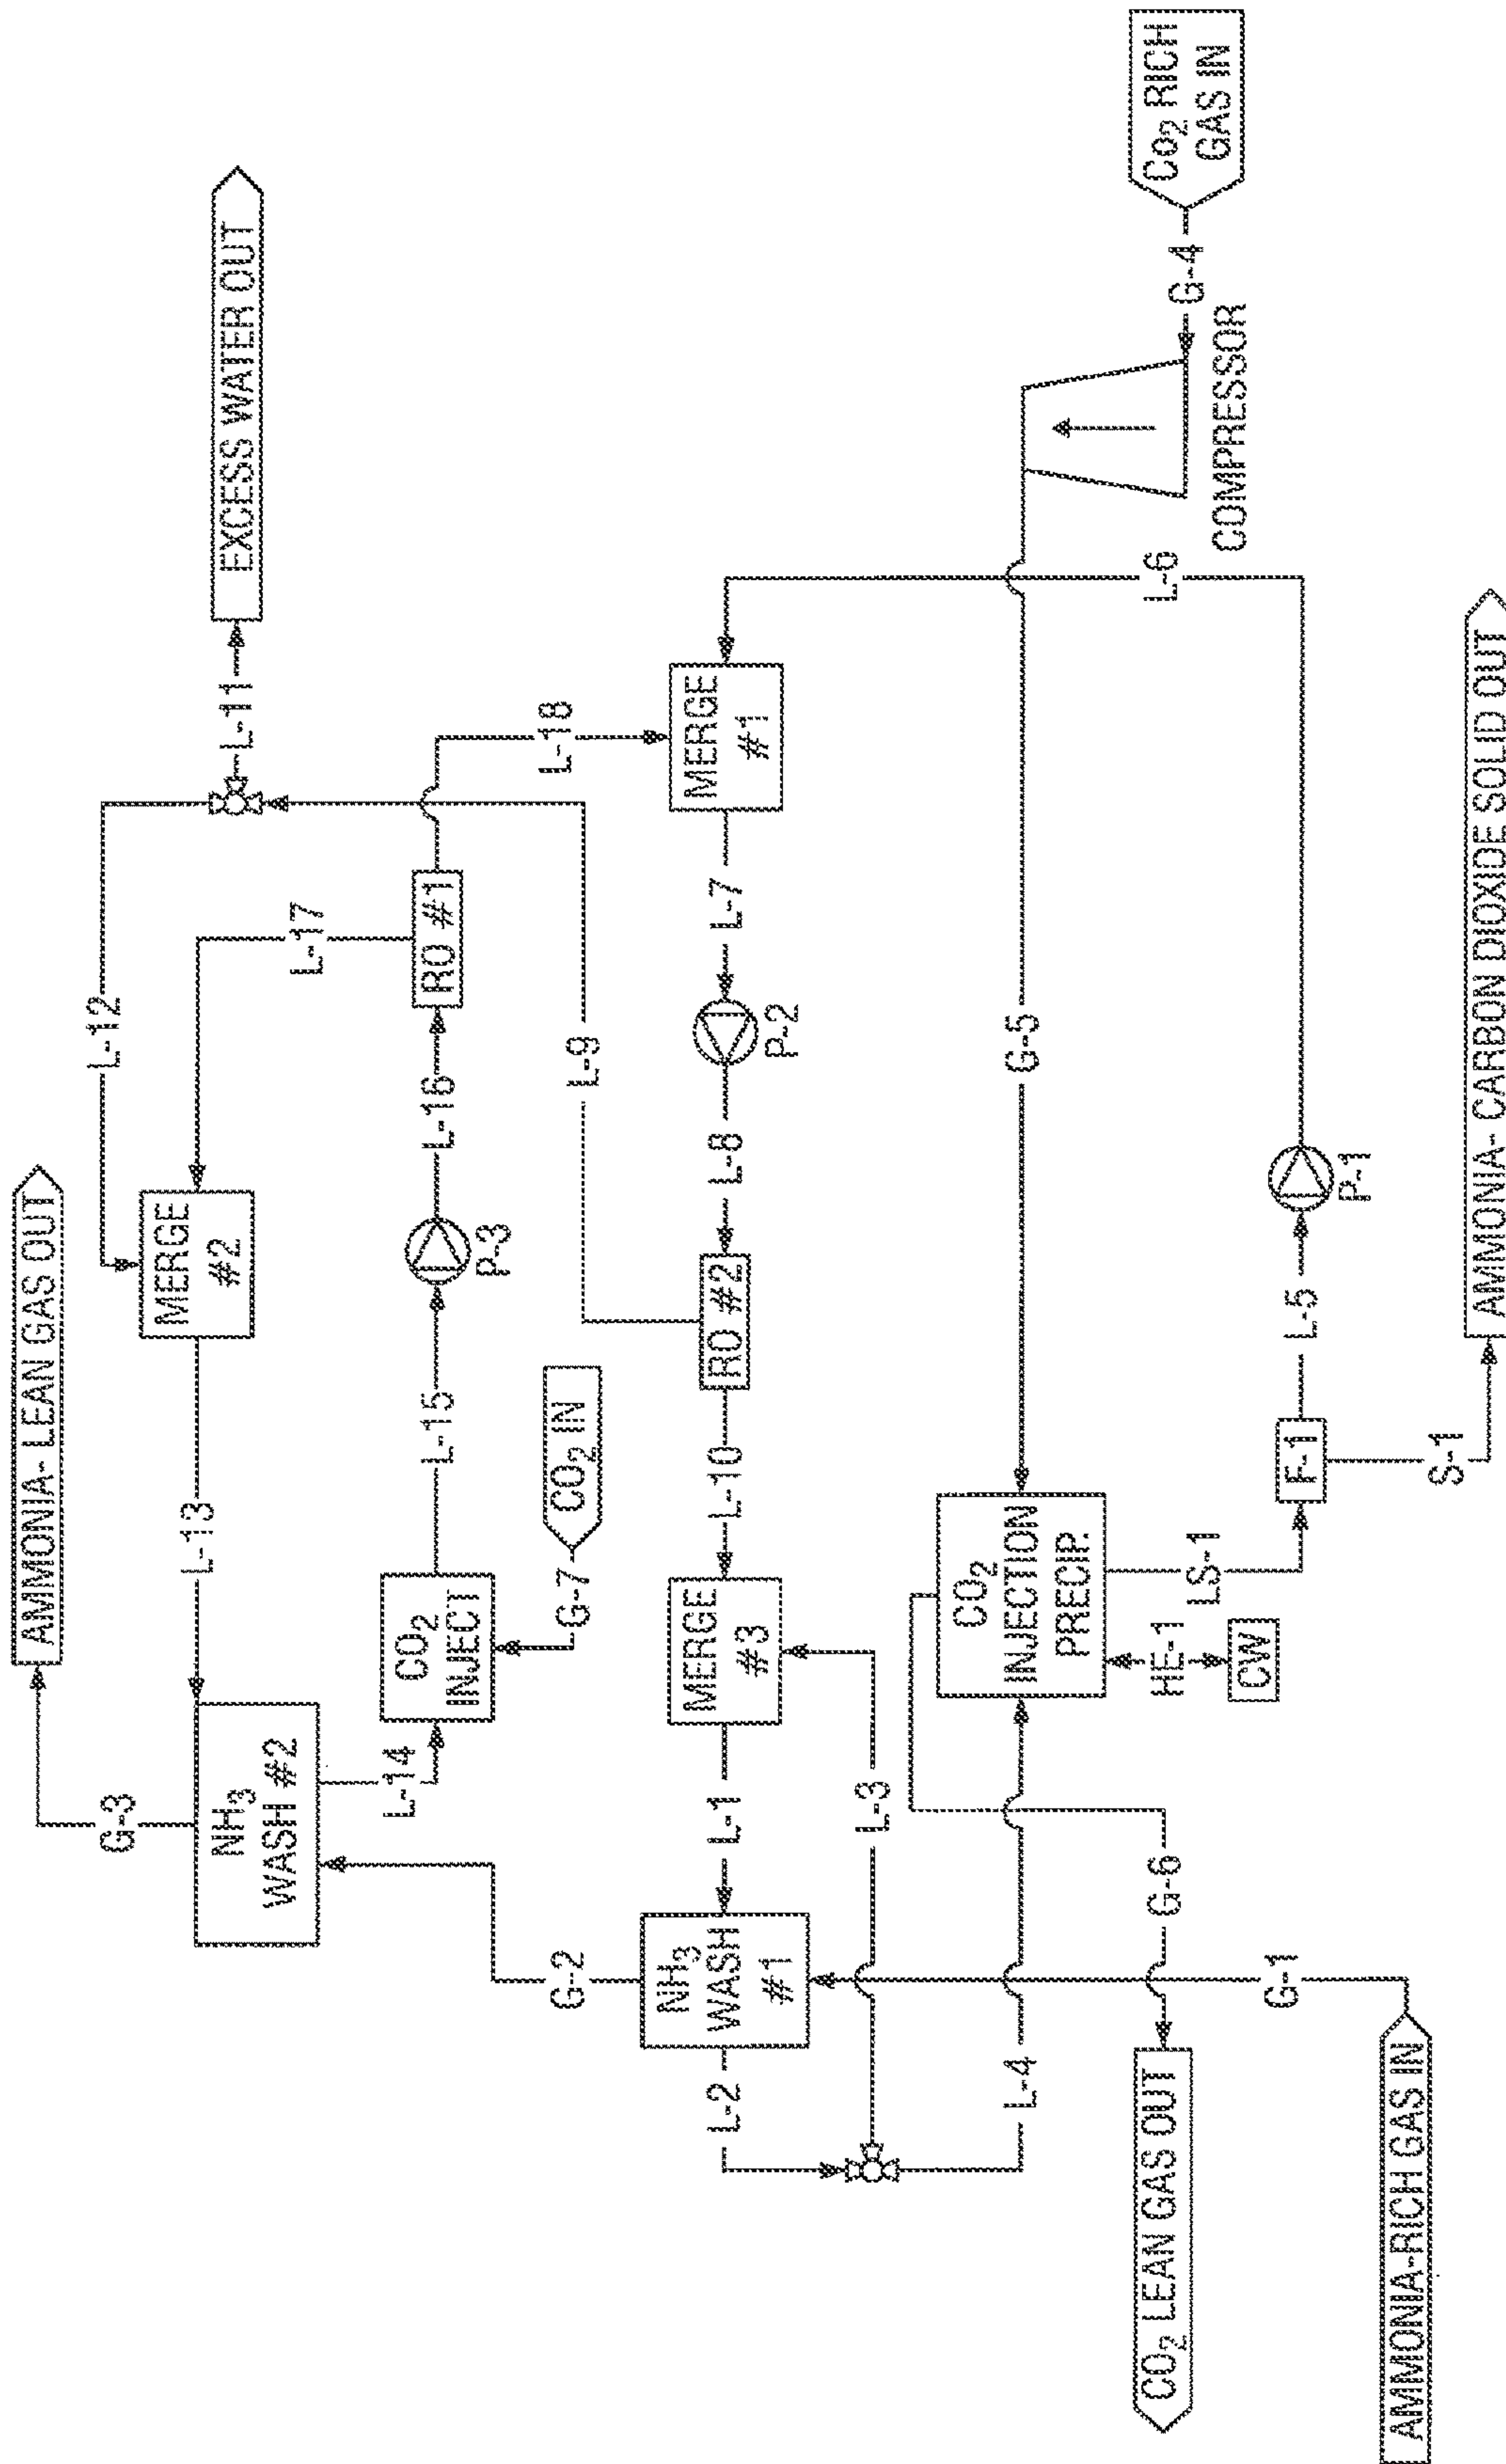 AMMONIA- LEAN GAS OUT
EXCESS WATER OUT
G-3
L-13
MERGE
#2
L-12
L-11
NH3
WASH #2
L-14
CO2
INJECT
L-15
P-3
L-16
RO #1
L-17
L-18
G-7
CO2 IN
L-9
G-2
NH3
WASH
#1
L-1
MERGE
#3
L-10
RO #2
L-8
P-2
L-7
MERGE
#1
L-2
L-3
L-4
CO2
INJECTION
PRECIP.
G-5
COMPRESSOR
G-4
Co2 RICH
GAS IN
L-6
CO2 LEAN GAS OUT
G-6
HE-1
CW
LS-1
F-1
L-5
P-1
G-1
AMMONIA-RICH GAS IN
S-1
AMMONIA- CARBON DIOXIDE SOLID OUT